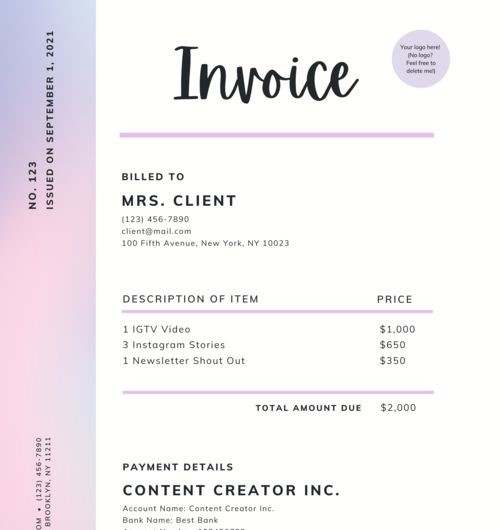 NO. 123
ISSUED ON SEPTEMBER 1, 2021
Invoice
Your logo here!
(No logo?
Feel free to
delete me!)
BILLED TO
MRS. CLIENT
(123) 456-7890
client@mail.com
100 Fifth Avenue, New York, NY 10023
DESCRIPTION OF ITEM PRICE
1 IGTV Video $1,000
3 Instagram Stories $650
1 Newsletter Shout Out $350
TOTAL AMOUNT DUE $2,000
PAYMENT DETAILS
CONTENT CREATOR INC.
Account Name: Content Creator Inc.
Bank Name: Best Bank
OM • (123) 456-7890
BROOKLYN, NY 11211